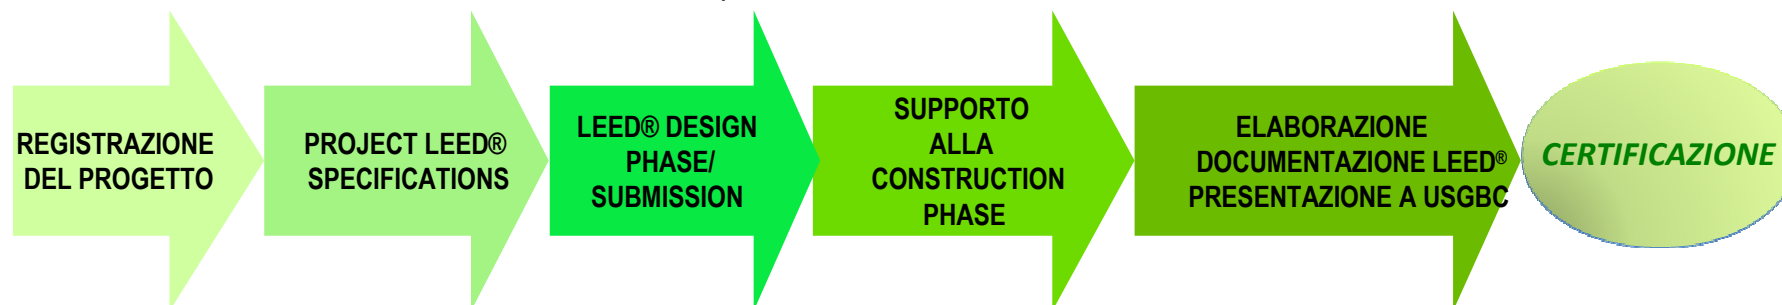 REGISTRAZIONE
DEL PROGETTO
PROJECT LEED®
SPECIFICATIONS
LEED® DESIGN
PHASE/
SUBMISSION
SUPPORTO
ALLA
CONSTRUCTION
PHASE
ELABORAZIONE
DOCUMENTAZIONE LEED®
PRESENTAZIONE A USGBC
CERTIFICAZIONE